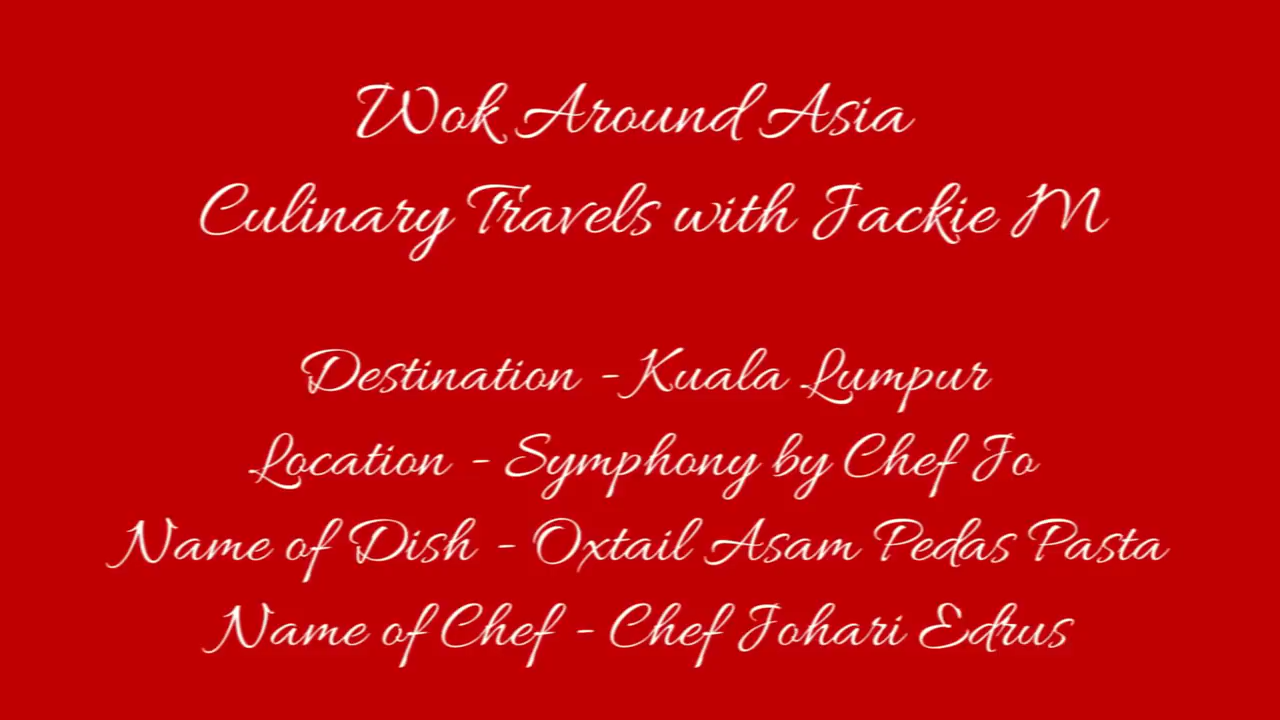 Wok Around Asia
Culinary Travels with Jackie M
Destination - Kuala Lumpur
Location - Symphony by Chef Jo
Name of Dish - Oxtail Asam Pedas Pasta
Name of Chef - Chef Johari Edrus